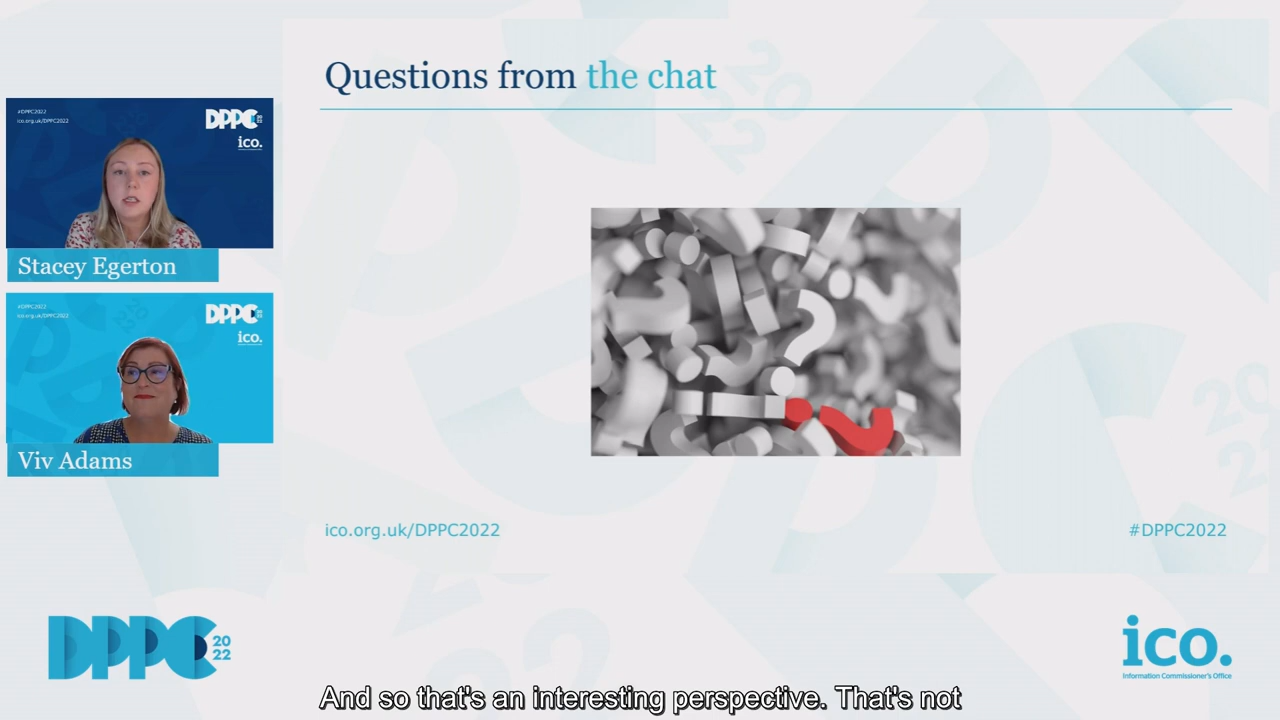 Questions from the chat
#DPPC2022
ico.org.uk/DPPC2022
DPPC 2022
ico.
Stacey Egerton
#DPPC2022
ico.org.uk/DPPC2022
DPPC 2022
ico.
Viv Adams
ico.org.uk/DPPC2022
#DPPC2022
DPPC 2022
ico.
Information Commissioner's Office
And so that's an interesting perspective. That's not